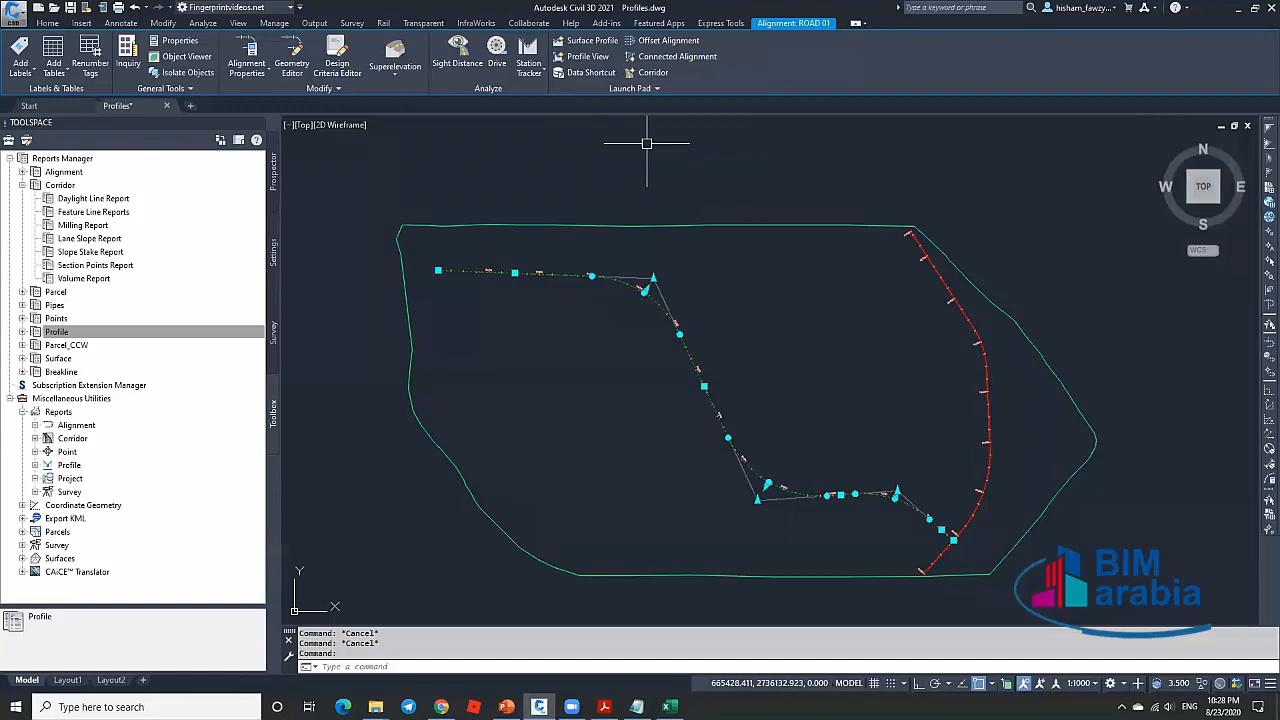 Fingerprintvideos.net
Autodesk Civil 3D 2021 Profiles.dwg
Type a keyword or phrase
hisham_fawzy...
CIVIL 3D
Home Insert Annotate Modify Analyze View Manage Output Survey Rail Transparent InfraWorks Collaborate Help Add-ins Featured Apps Express Tools Alignment: ROAD 01
Add Labels
Add Tables
Renumber Tags
Inquiry
Properties
Object Viewer
Isolate Objects
Alignment Properties
Geometry Editor
Design Criteria Editor
Superelevation
Sight Distance
Drive
Station Tracker
Surface Profile
Profile View
Data Shortcut
Offset Alignment
Connected Alignment
Corridor
Labels & Tables General Tools Modify Analyze Launch Pad
Start Profiles*
TOOLSPACE
[−][Top][2D Wireframe]
Prospector
Settings
Survey
Toolbox
Reports Manager
Alignment
Corridor
Daylight Line Report
Feature Line Reports
Milling Report
Lane Slope Report
Slope Stake Report
Section Points Report
Volume Report
Parcel
Pipes
Points
Profile
Parcel_CCW
Surface
Breakline
Subscription Extension Manager
Miscellaneous Utilities
Reports
Alignment
Corridor
Point
Profile
Project
Survey
Coordinate Geometry
Export KML
Parcels
Survey
Surfaces
CAiCE™ Translator
Profile
N
W TOP E
S
WCS
Y
X
BIM
arabia
Command: *Cancel*
Command: *Cancel*
Command:
Type a command
Model Layout1 Layout2
665428.411, 2736132.923, 0.000 MODEL 1:1000 3.500
Type here to search
10:28 PM
8/23/2020